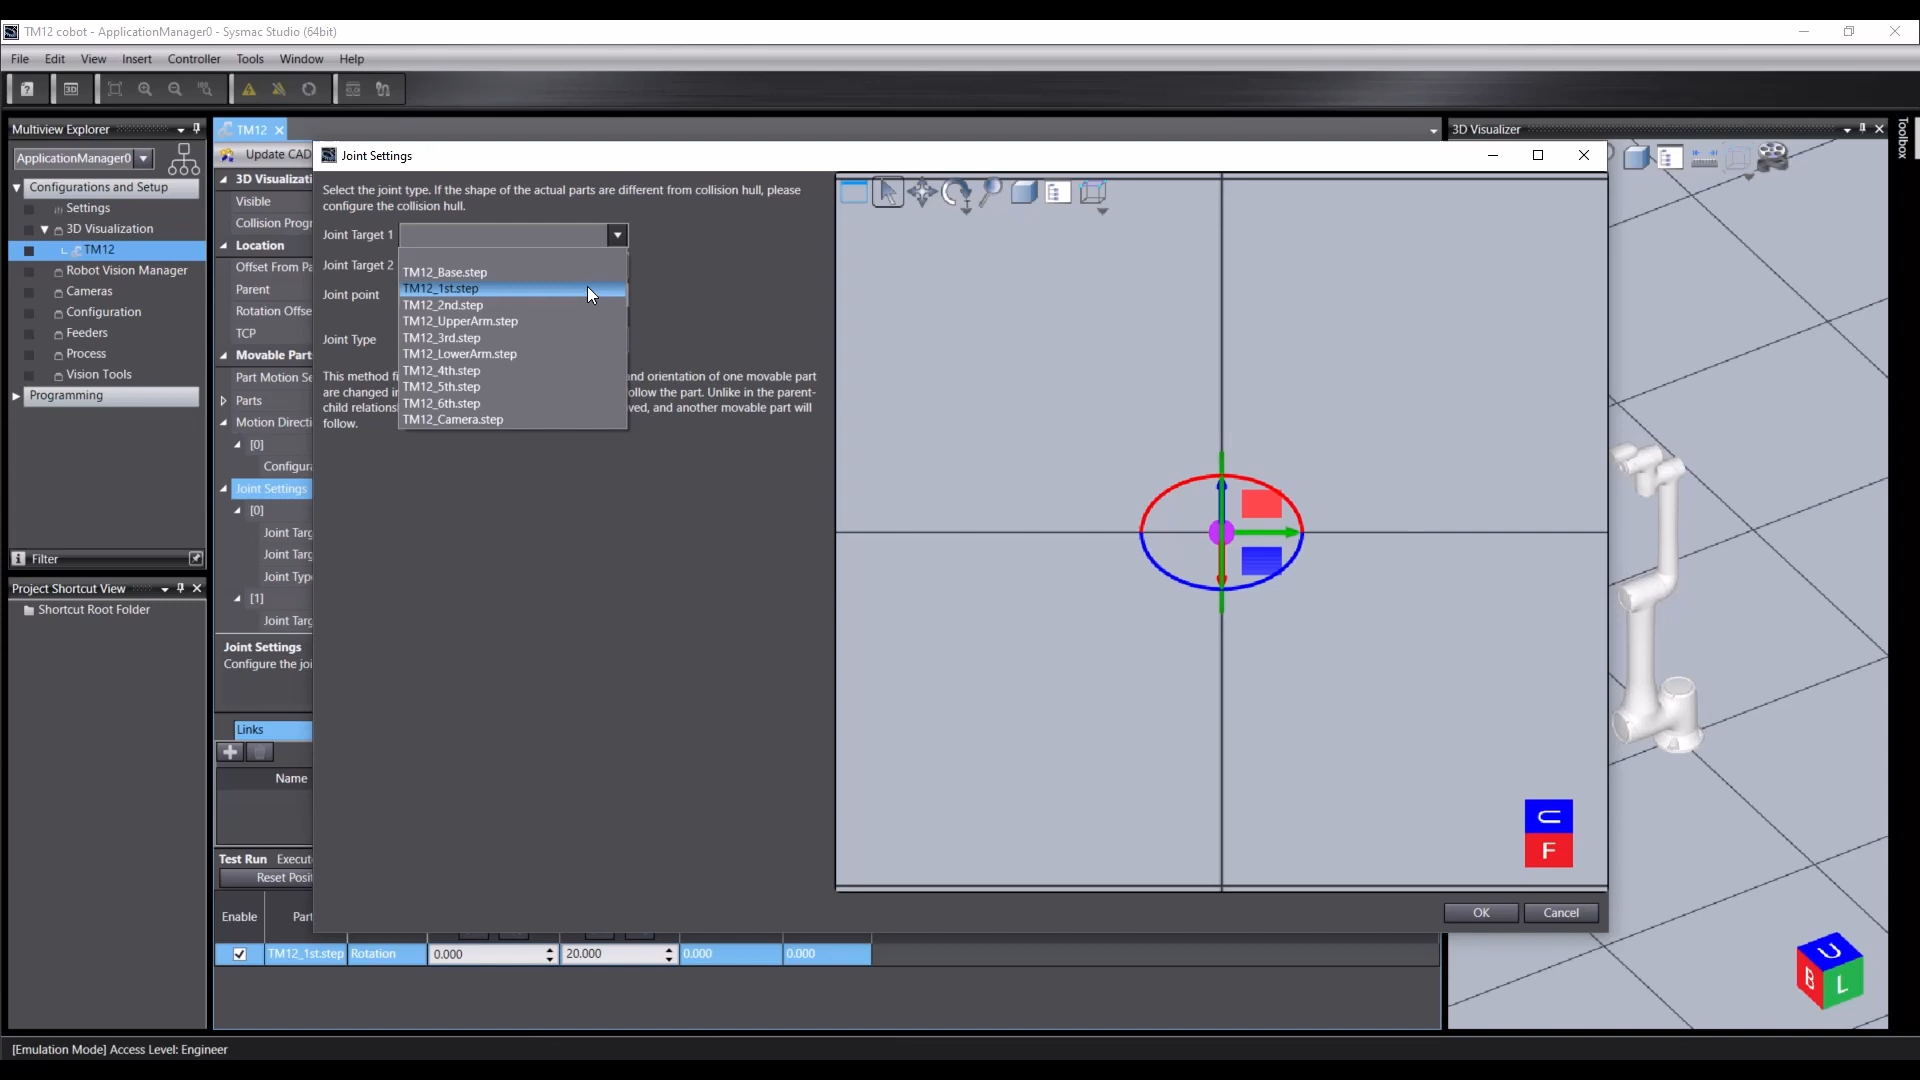 TM12 cobot - ApplicationManager0 - Sysmac Studio (64bit)
File Edit View Insert Controller Tools Window Help
3D
Multiview Explorer
ApplicationManager0
Configurations and Setup
Settings
3D Visualization
TM12
Robot Vision Manager
Cameras
Configuration
Feeders
Process
Vision Tools
Programming
Filter
Project Shortcut View
Shortcut Root Folder
TM12
Update CAD
3D Visualizati
Visible
Collision Progr
Location
Offset From Pa
Parent
Rotation Offse
TCP
Movable Part
Part Motion Se
Parts
Motion Directi
[0]
Configura
Joint Settings
[0]
Joint Targ
Joint Targ
Joint Type
[1]
Joint Targ
Joint Settings
Configure the joi
Links
Name
Test Run Execut
Reset Posit
Enable Part
TM12_1st.step Rotation 0.000 20.000 0.000 0.000
Joint Settings
Select the joint type. If the shape of the actual parts are different from collision hull, please
configure the collision hull.
Joint Target 1
Joint Target 2
Joint point
Joint Type
TM12_Base.step
TM12_1st.step
TM12_2nd.step
TM12_UpperArm.step
TM12_3rd.step
TM12_LowerArm.step
TM12_4th.step
TM12_5th.step
TM12_6th.step
TM12_Camera.step
This method fi nd orientation of one movable part
are changed in ollow the part. Unlike in the parent-
child relations ved, and another movable part will
follow.
U
F
OK Cancel
3D Visualizer
Toolbox
U
B L
[Emulation Mode] Access Level: Engineer